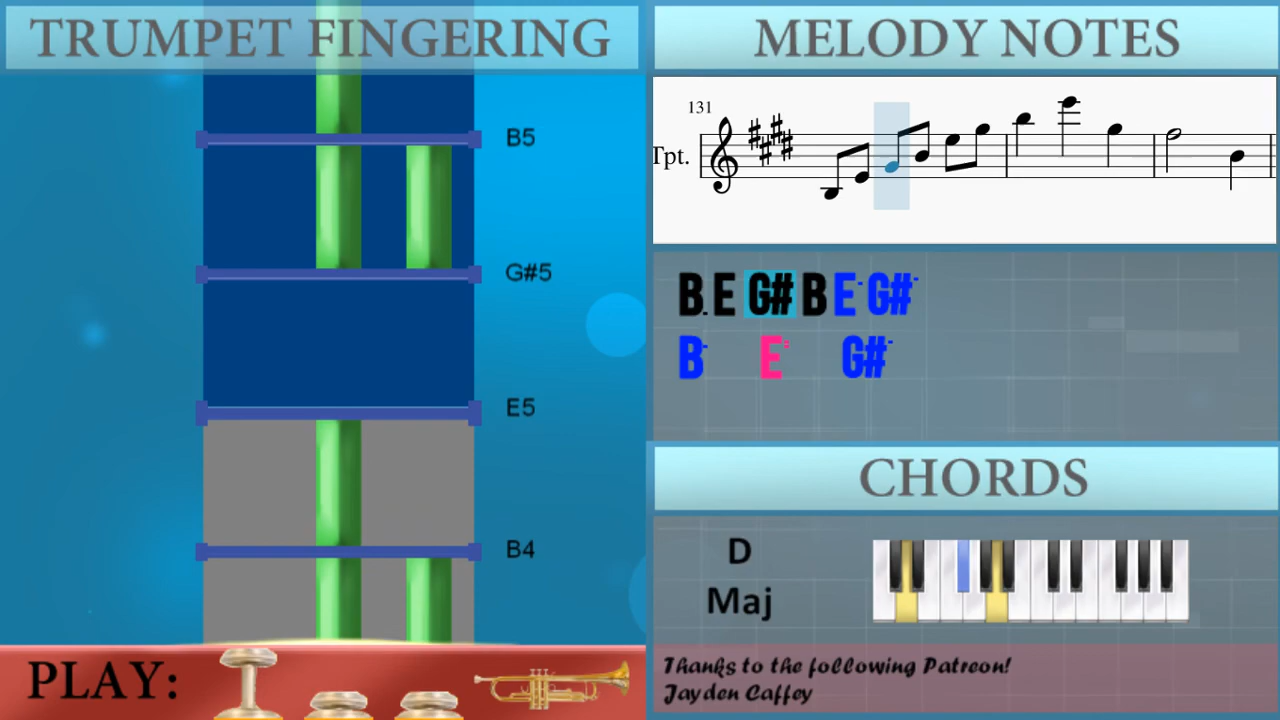 TRUMPET FINGERING
B5
G#5
E5
B4
PLAY:
MELODY NOTES
131
Tpt.
B. E G# B E˙ G#˙
B˙ E: G#˙
CHORDS
D
Maj
Thanks to the following Patreon!
Jayden Caffey